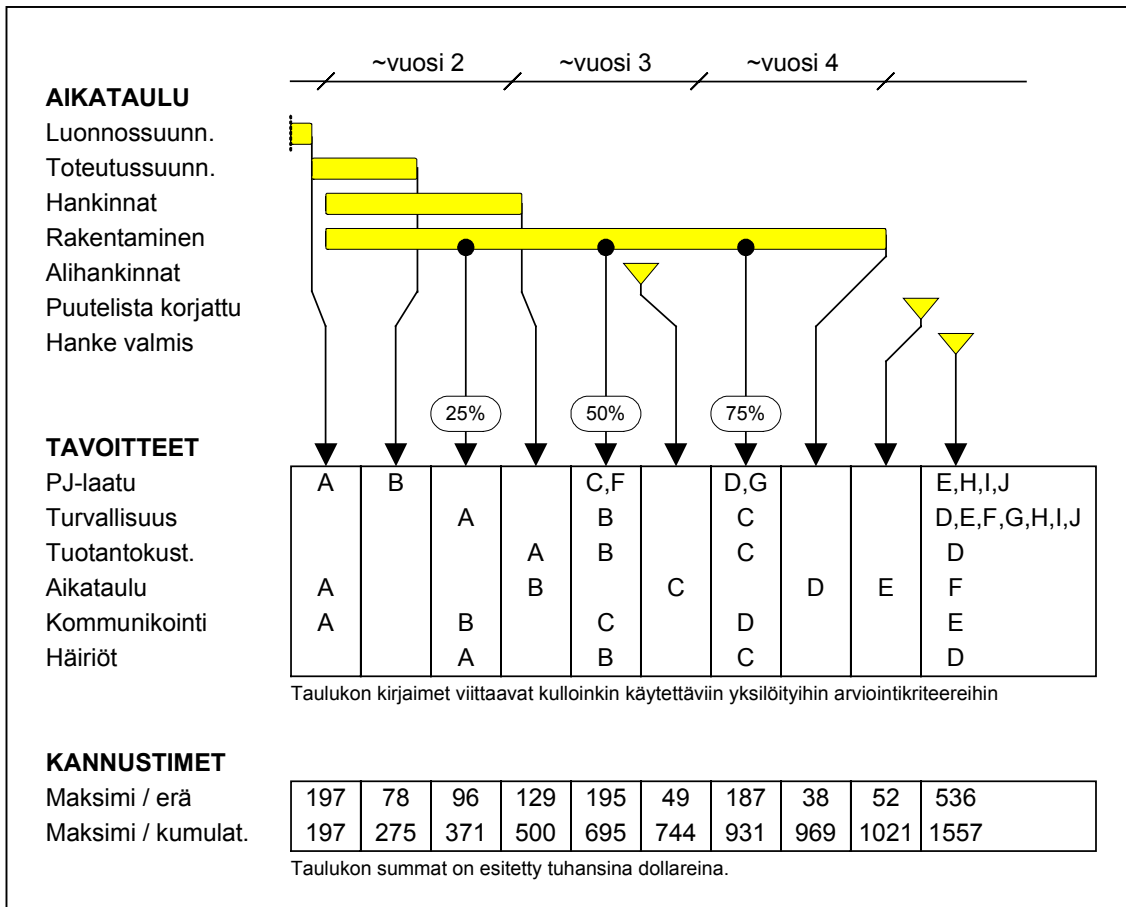 ~vuosi 2 ~vuosi 3 ~vuosi 4
AIKATAULU
Luonnossuunn.
Toteutussuunn.
Hankinnat
Rakentaminen
Alihankinnat
Puutelista korjattu
Hanke valmis
25% 50% 75%
TAVOITTEET
PJ-laatu A B C,F D,G E,H,I,J
Turvallisuus A B C D,E,F,G,H,I,J
Tuotantokust. A B C D
Aikataulu A B C D E F
Kommunikointi A B C D E
Häiriöt A B C D
Taulukon kirjaimet viittaavat kulloinkin käytettäviin yksilöityihin arviointikriteereihin
KANNUSTIMET
Maksimi / erä 197 78 96 129 195 49 187 38 52 536
Maksimi / kumulat. 197 275 371 500 695 744 931 969 1021 1557
Taulukon summat on esitetty tuhansina dollareina.